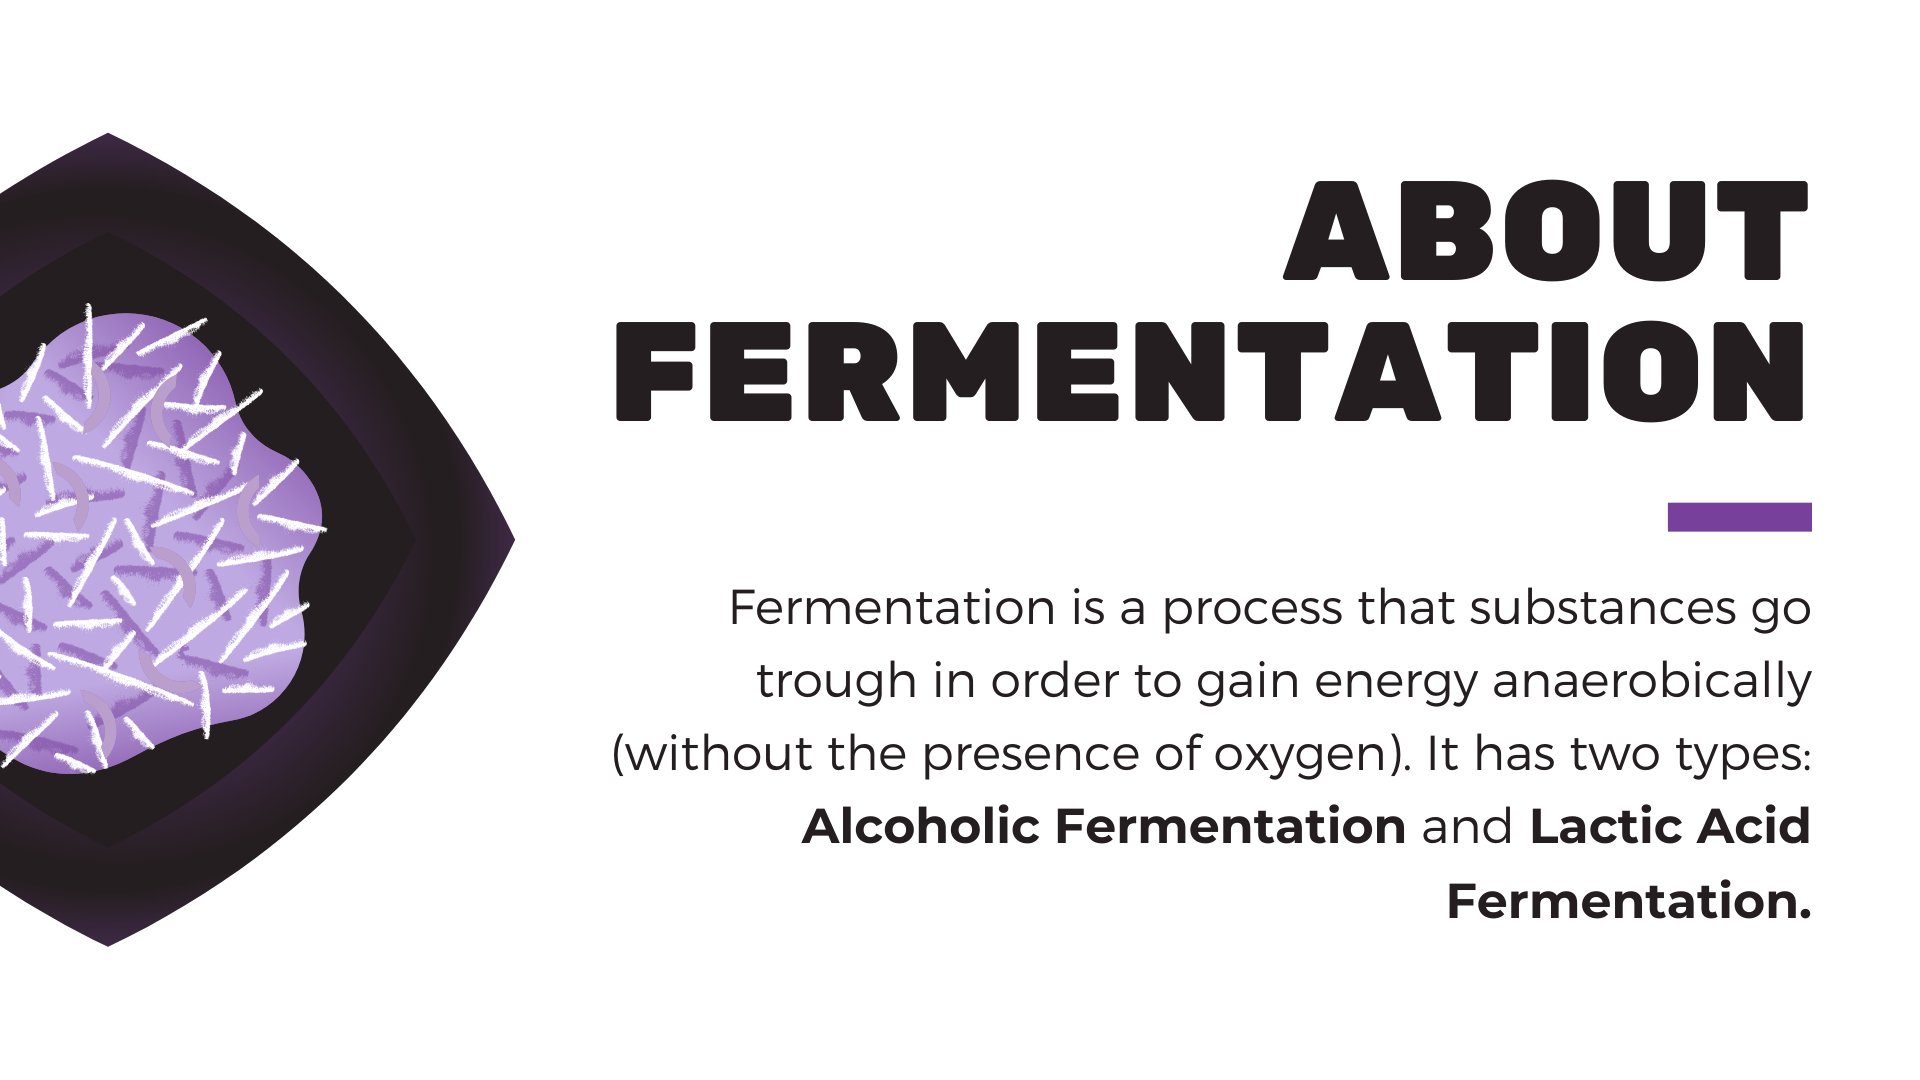 ABOUT
FERMENTATION
Fermentation is a process that substances go
trough in order to gain energy anaerobically
(without the presence of oxygen). It has two types:
Alcoholic Fermentation and Lactic Acid
Fermentation.